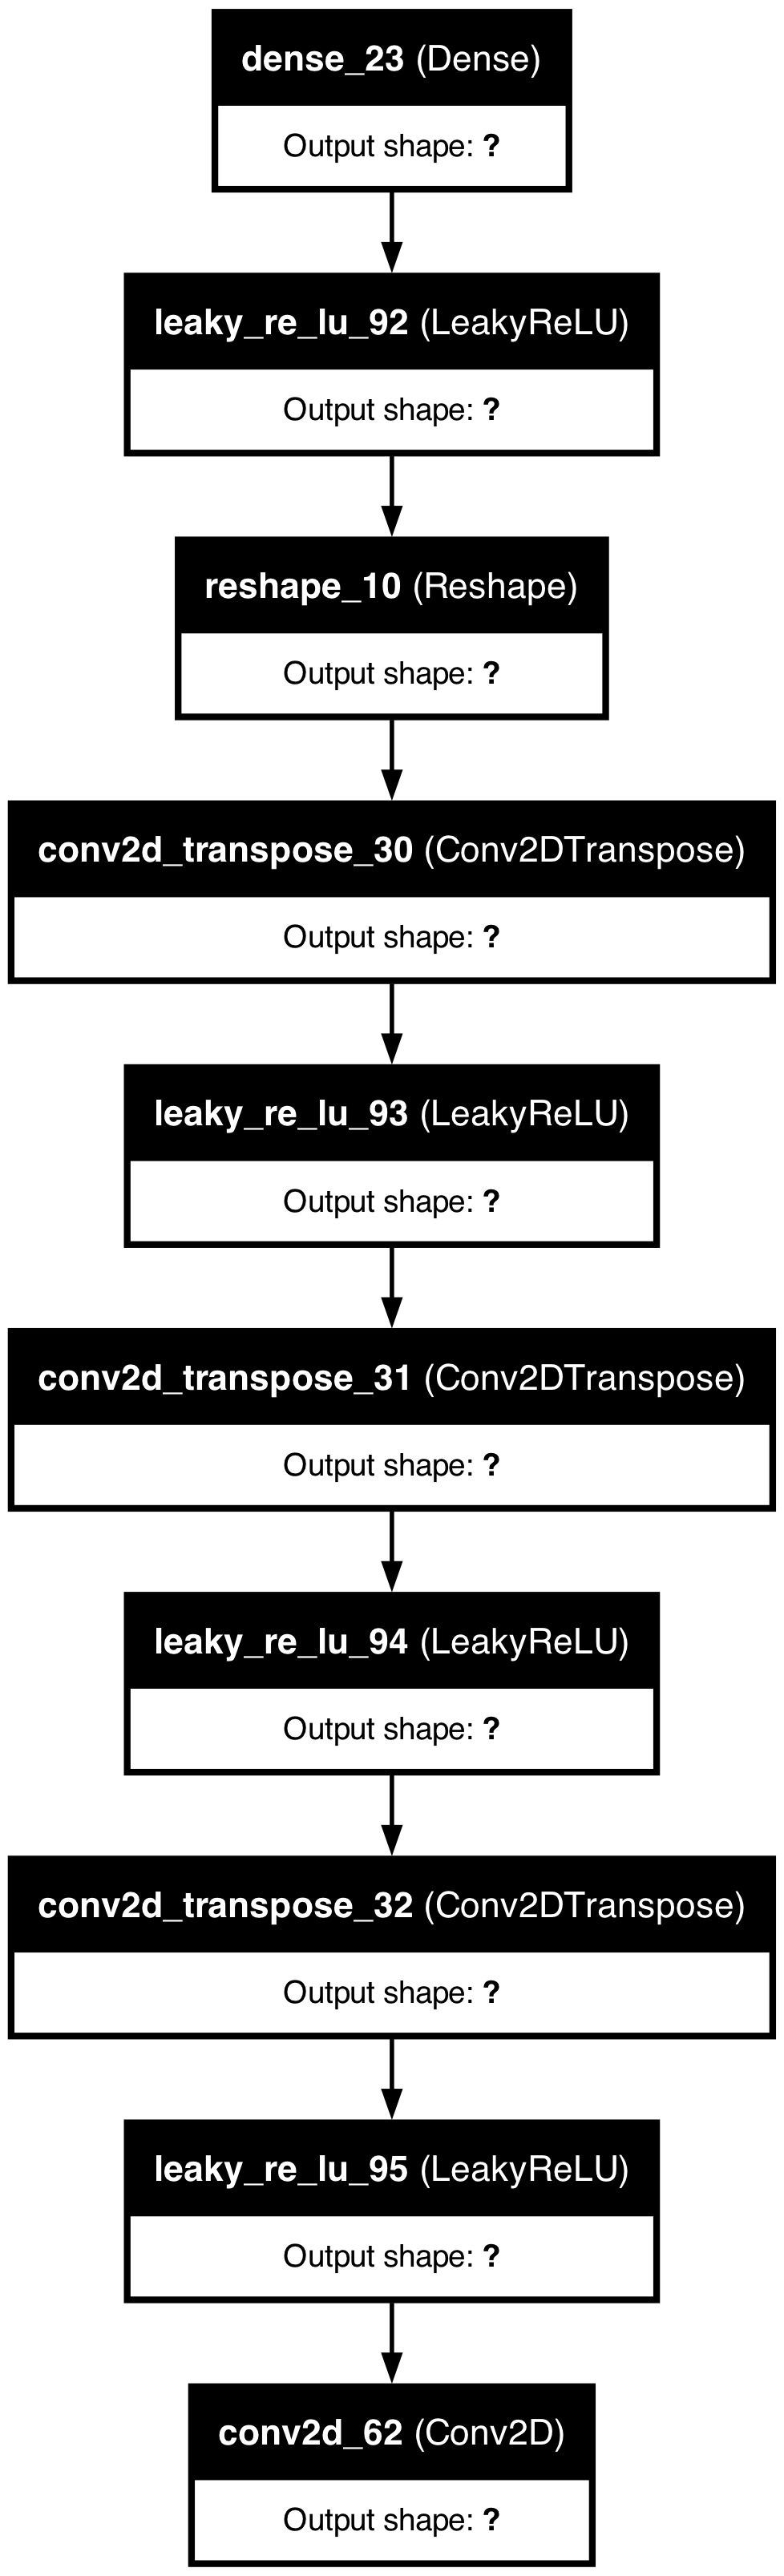 dense_23 (Dense)
Output shape: ?
leaky_re_lu_92 (LeakyReLU)
Output shape: ?
reshape_10 (Reshape)
Output shape: ?
conv2d_transpose_30 (Conv2DTranspose)
Output shape: ?
leaky_re_lu_93 (LeakyReLU)
Output shape: ?
conv2d_transpose_31 (Conv2DTranspose)
Output shape: ?
leaky_re_lu_94 (LeakyReLU)
Output shape: ?
conv2d_transpose_32 (Conv2DTranspose)
Output shape: ?
leaky_re_lu_95 (LeakyReLU)
Output shape: ?
conv2d_62 (Conv2D)
Output shape: ?